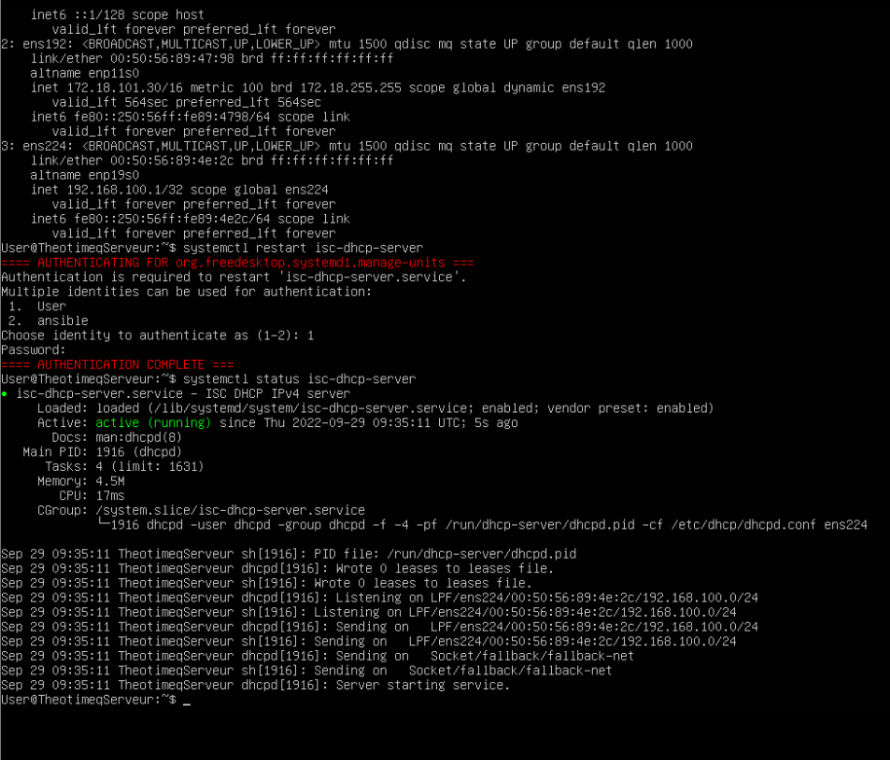 inet6 ::1/128 scope host
valid_lft forever preferred_lft forever
2: ens192: <BROADCAST,MULTICAST,UP,LOWER_UP> mtu 1500 qdisc mq state UP group default qlen 1000
link/ether 00:50:56:89:47:98 brd ff:ff:ff:ff:ff:ff
altname enp11s0
inet 172.18.101.30/16 metric 100 brd 172.18.255.255 scope global dynamic ens192
valid_lft 564sec preferred_lft 564sec
inet6 fe80::250:56ff:fe89:4798/64 scope link
valid_lft forever preferred_lft forever
3: ens224: <BROADCAST,MULTICAST,UP,LOWER_UP> mtu 1500 qdisc mq state UP group default qlen 1000
link/ether 00:50:56:89:4e:2c brd ff:ff:ff:ff:ff:ff
altname enp19s0
inet 192.168.100.1/32 scope global ens224
valid_lft forever preferred_lft forever
inet6 fe80::250:56ff:fe89:4e2c/64 scope link
valid_lft forever preferred_lft forever
User@TheotimeqServeur:~$ systemctl restart isc-dhcp-server
==== AUTHENTICATING FOR org.freedesktop.systemd1.manage-units ===
Authentication is required to restart 'isc-dhcp-server.service'.
Multiple identities can be used for authentication:
1.  User
2.  ansible
Choose identity to authenticate as (1-2): 1
Password:
==== AUTHENTICATION COMPLETE ===
User@TheotimeqServeur:~$ systemctl status isc-dhcp-server
● isc-dhcp-server.service - ISC DHCP IPv4 server
Loaded: loaded (/lib/systemd/system/isc-dhcp-server.service; enabled; vendor preset: enabled)
Active: active (running) since Thu 2022-09-29 09:35:11 UTC; 5s ago
Docs: man:dhcpd(8)
Main PID: 1916 (dhcpd)
Tasks: 4 (limit: 1631)
Memory: 4.5M
CPU: 17ms
CGroup: /system.slice/isc-dhcp-server.service
└─1916 dhcpd -user dhcpd -group dhcpd -f -4 -pf /run/dhcp-server/dhcpd.pid -cf /etc/dhcp/dhcpd.conf ens224
Sep 29 09:35:11 TheotimeqServeur sh[1916]: PID file: /run/dhcp-server/dhcpd.pid
Sep 29 09:35:11 TheotimeqServeur dhcpd[1916]: Wrote 0 leases to leases file.
Sep 29 09:35:11 TheotimeqServeur sh[1916]: Wrote 0 leases to leases file.
Sep 29 09:35:11 TheotimeqServeur dhcpd[1916]: Listening on LPF/ens224/00:50:56:89:4e:2c/192.168.100.0/24
Sep 29 09:35:11 TheotimeqServeur sh[1916]: Listening on LPF/ens224/00:50:56:89:4e:2c/192.168.100.0/24
Sep 29 09:35:11 TheotimeqServeur dhcpd[1916]: Sending on   LPF/ens224/00:50:56:89:4e:2c/192.168.100.0/24
Sep 29 09:35:11 TheotimeqServeur sh[1916]: Sending on   LPF/ens224/00:50:56:89:4e:2c/192.168.100.0/24
Sep 29 09:35:11 TheotimeqServeur dhcpd[1916]: Sending on   Socket/fallback/fallback-net
Sep 29 09:35:11 TheotimeqServeur sh[1916]: Sending on   Socket/fallback/fallback-net
Sep 29 09:35:11 TheotimeqServeur dhcpd[1916]: Server starting service.
User@TheotimeqServeur:~$ _